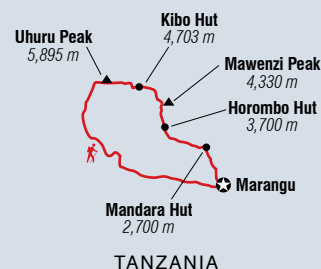 Kibo Hut
4,703 m
Uhuru Peak
5,895 m
Mawenzi Peak
4,330 m
Horombo Hut
3,700 m
Marangu
Mandara Hut
2,700 m
TANZANIA